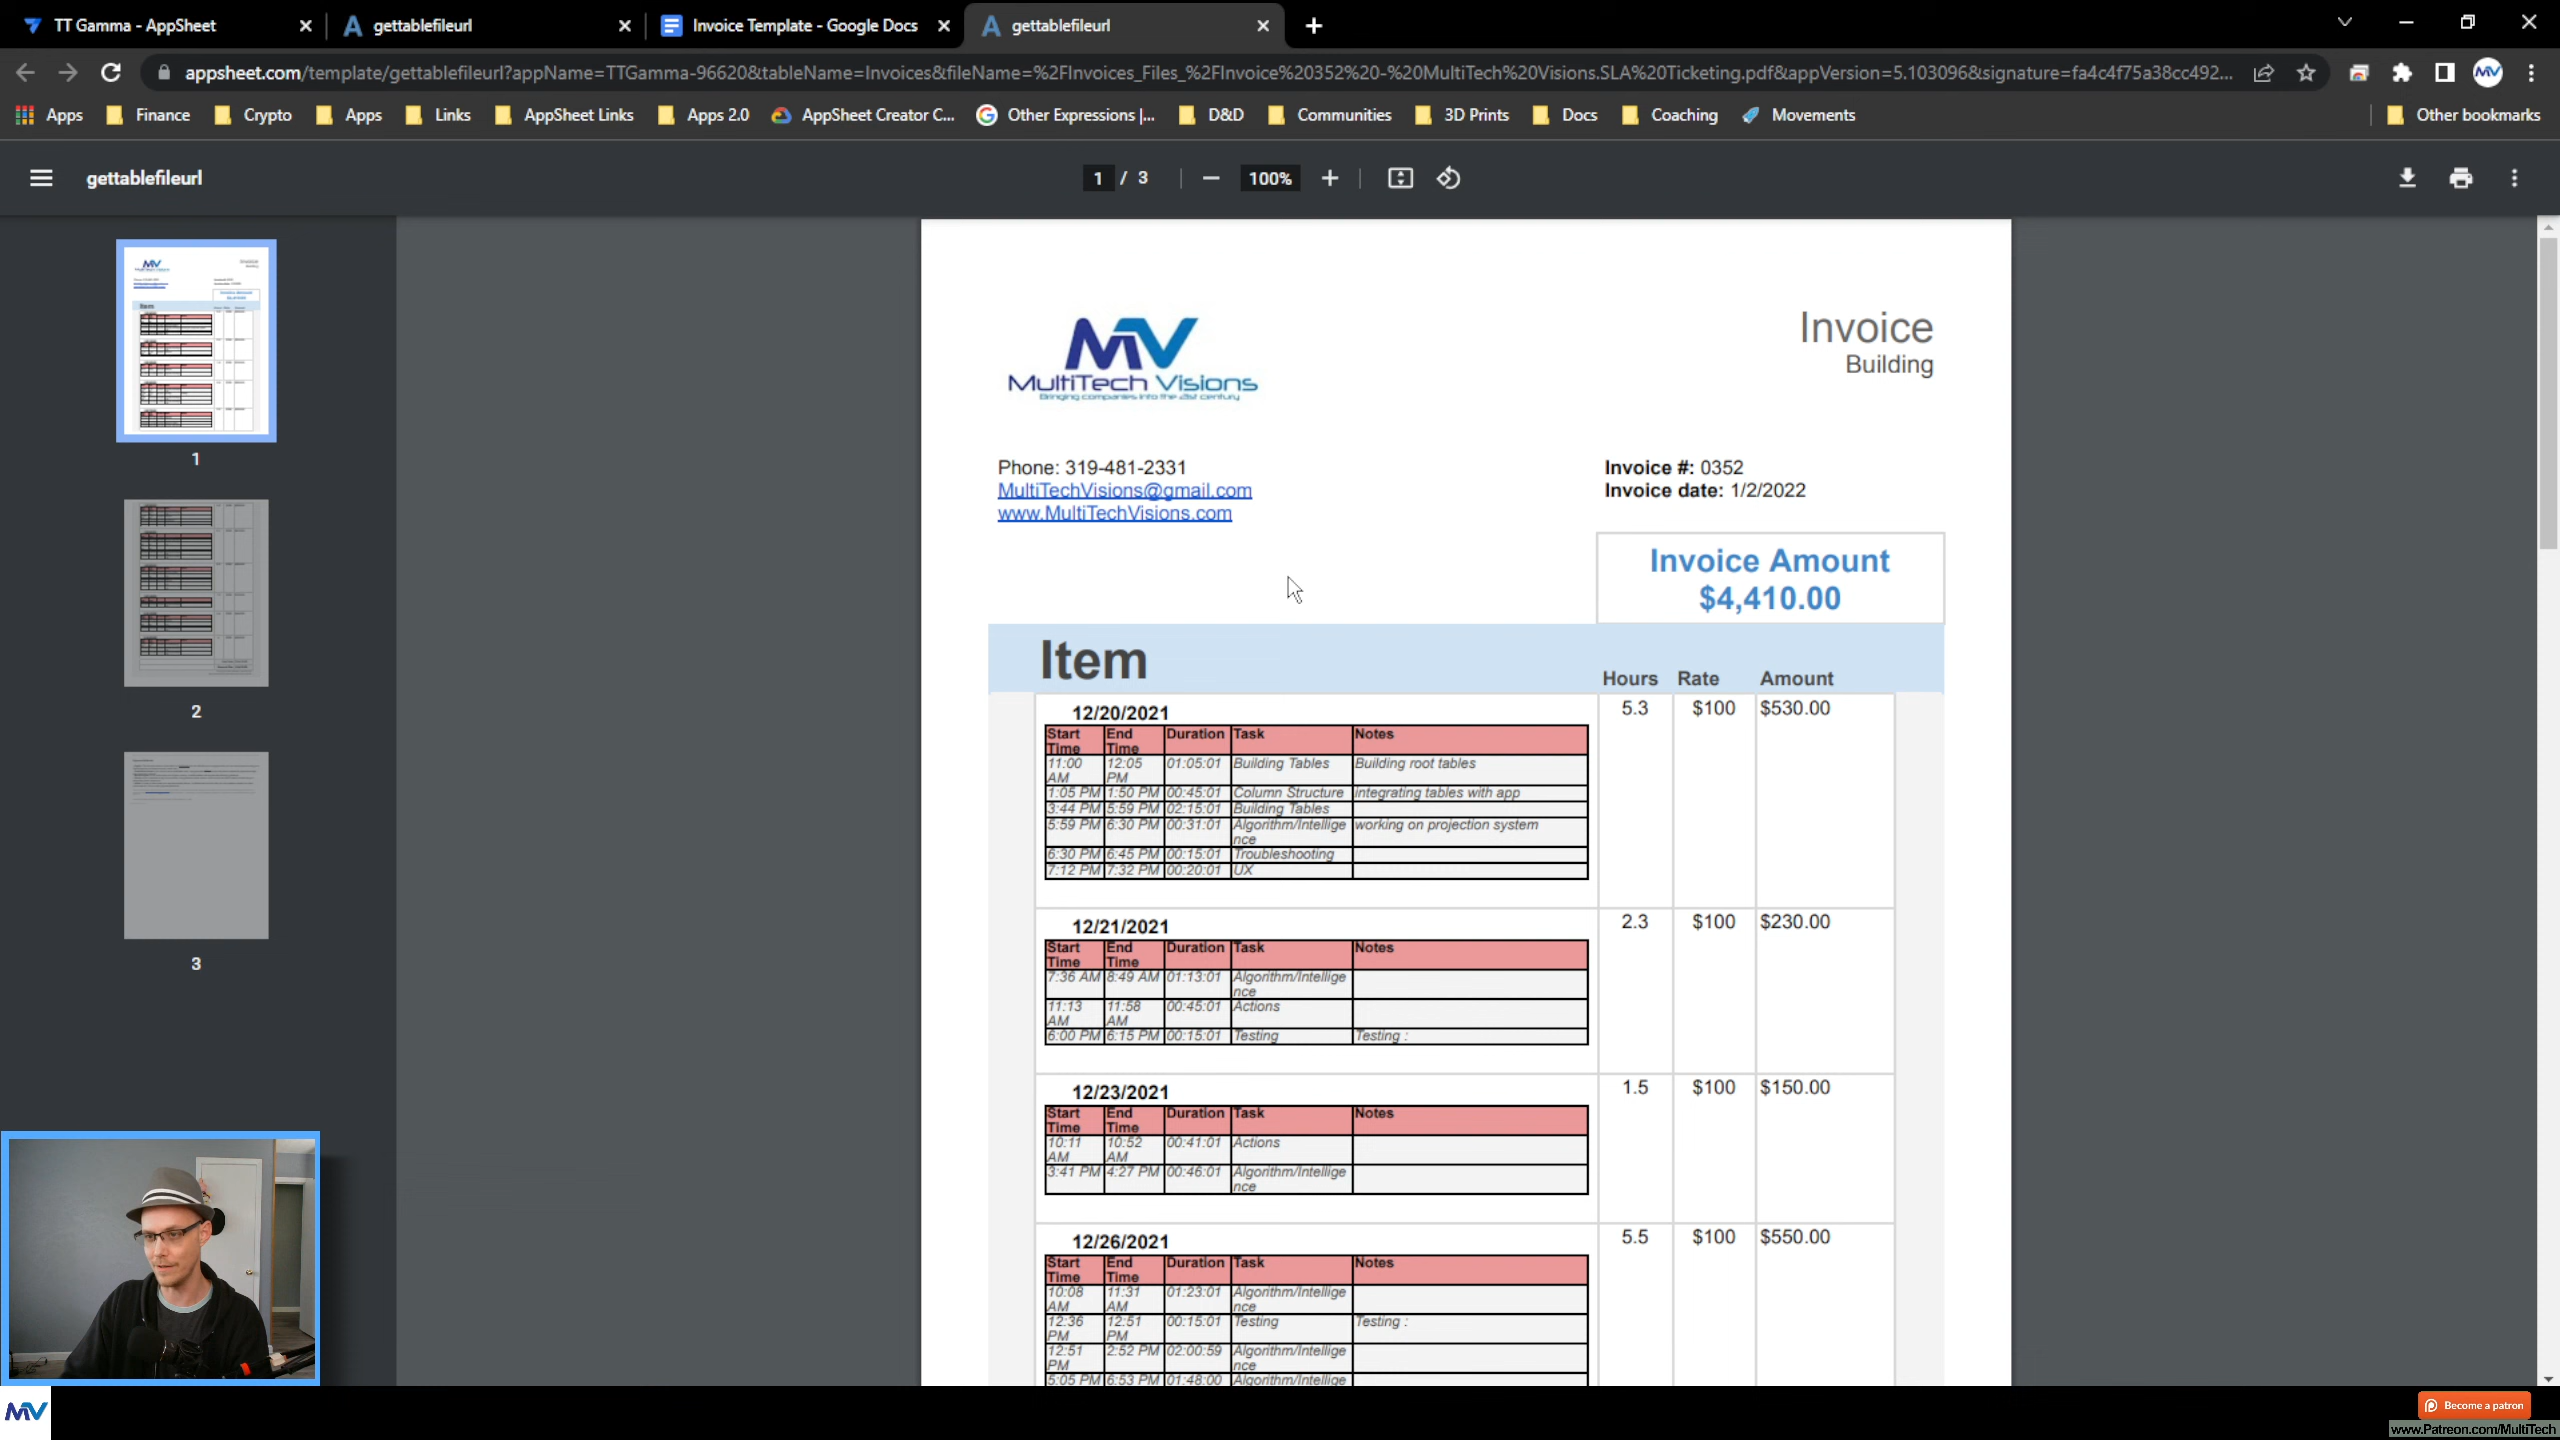 TT Gamma - AppSheet
gettablefileurl
Invoice Template - Google Docs
gettablefileurl
appsheet.com/template/gettablefileurl?appName=TTGamma-96620&tableName=Invoices&fileName=%2FInvoices_Files_%2FInvoice%20352%20-%20MultiTech%20Visions.SLA%20Ticketing.pdf&appVersion=5.103096&signature=fa4c4f75a38cc492...
Apps
Finance
Crypto
Apps
Links
AppSheet Links
Apps 2.0
AppSheet Creator C...
Other Expressions |...
D&D
Communities
3D Prints
Docs
Coaching
Movements
Other bookmarks
gettablefileurl
1 / 3
100%
1
2
3
MV
MultiTech Visions
Bringing companies into the 21st century
Invoice
Building
Phone: 319-481-2331
MultiTechVisions@gmail.com
www.MultiTechVisions.com
Invoice #: 0352
Invoice date: 1/2/2022
Invoice Amount
$4,410.00
Item Hours Rate Amount
12/20/2021 5.3 $100 $530.00
Start Time End Time Duration Task Notes
11:00 AM 12:05 PM 01:05:01 Building Tables Building root tables
1:05 PM 1:50 PM 00:45:01 Column Structure integrating tables with app
3:44 PM 5:59 PM 02:15:01 Building Tables
5:59 PM 6:30 PM 00:31:01 Algorithm/Intelligence working on projection system
6:30 PM 6:45 PM 00:15:01 Troubleshooting
7:12 PM 7:32 PM 00:20:01 UX
12/21/2021 2.3 $100 $230.00
Start Time End Time Duration Task Notes
7:36 AM 8:49 AM 01:13:01 Algorithm/Intelligence
11:13 AM 11:58 AM 00:45:01 Actions
6:00 PM 6:15 PM 00:15:01 Testing Testing :
12/23/2021 1.5 $100 $150.00
Start Time End Time Duration Task Notes
10:11 AM 10:52 AM 00:41:01 Actions
3:41 PM 4:27 PM 00:46:01 Algorithm/Intelligence
12/26/2021 5.5 $100 $550.00
Start Time End Time Duration Task Notes
10:08 AM 11:31 AM 01:23:01 Algorithm/Intelligence
12:36 PM 12:51 PM 00:15:01 Testing Testing :
12:51 PM 2:52 PM 02:00:59 Algorithm/Intelligence
5:05 PM 6:53 PM 01:48:00 Algorithm/Intellige
MV
Become a patron
www.Patreon.com/MultiTech